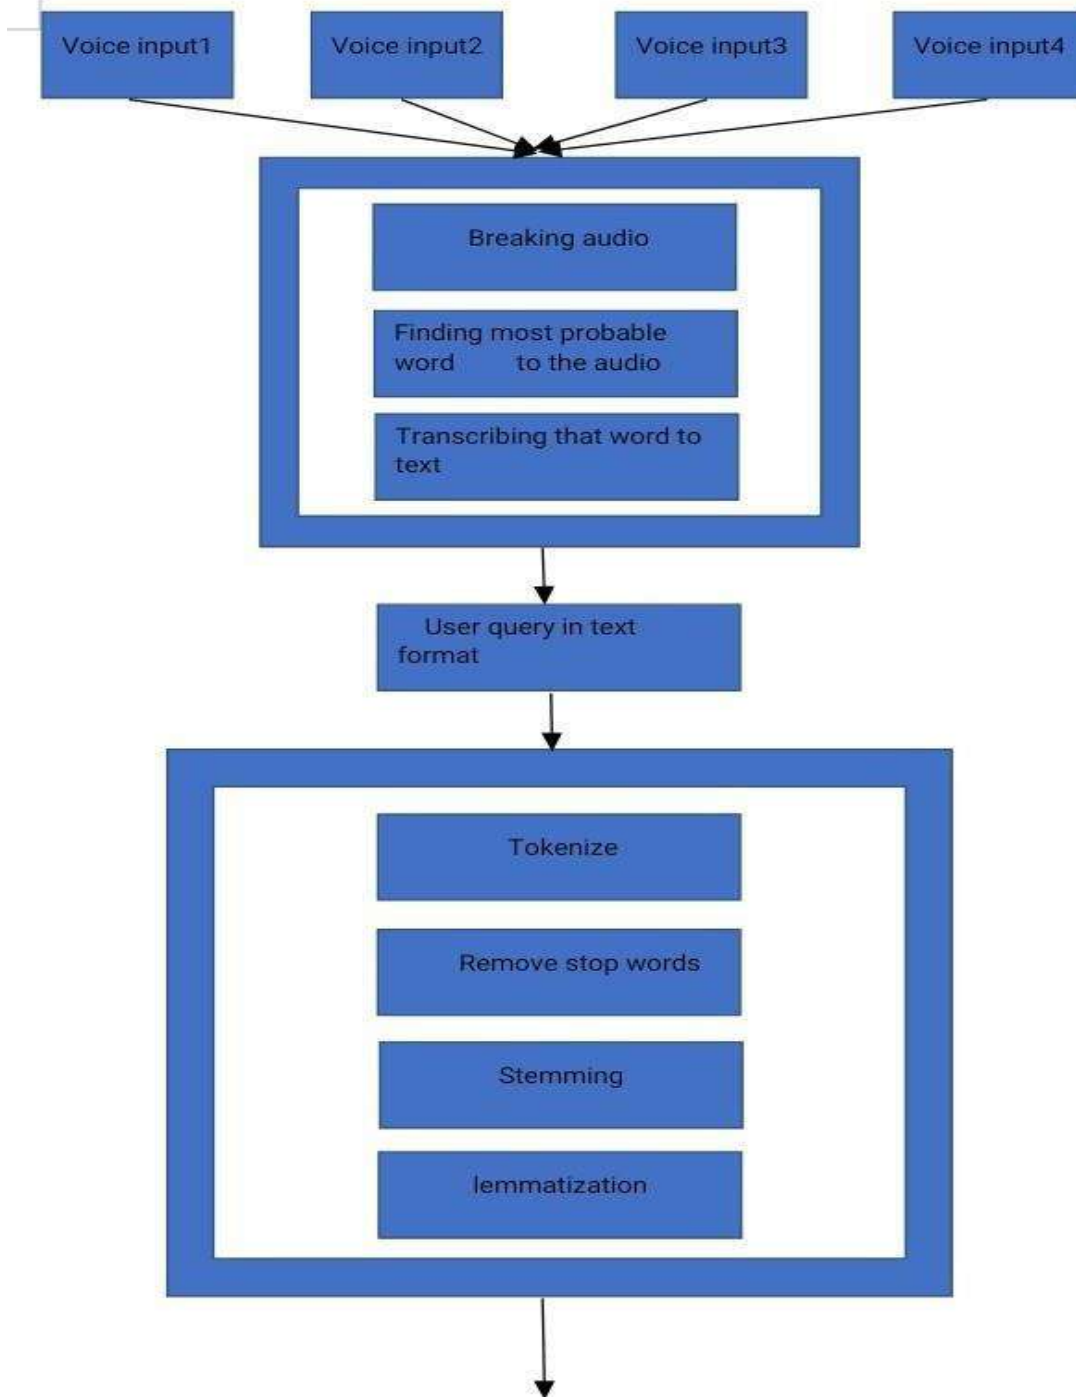 Voice input1
Voice input2
Voice input3
Voice input4
Breaking audio
Finding most probable
word to the audio
Transcribing that word to
text
User query in text
format
Tokenize
Remove stop words
Stemming
lemmatization